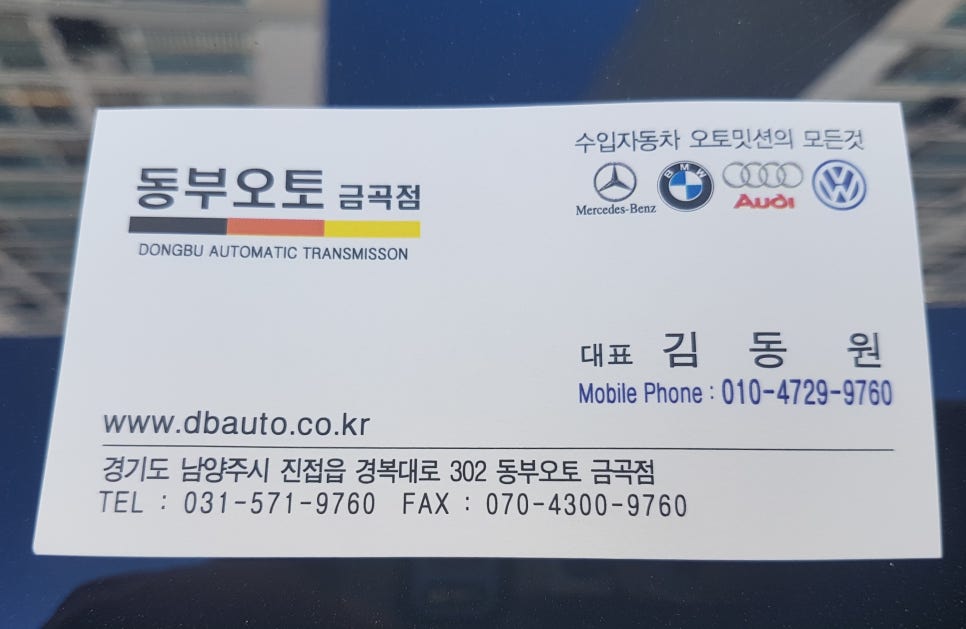 수입자동차 오토밋션의 모든것
동부오토 금곡점
DONGBU AUTOMATIC TRANSMISSON
Mercedes-Benz
BMW
Audi
대표 김 동 원
Mobile Phone : 010-4729-9760
www.dbauto.co.kr
경기도 남양주시 진접읍 경복대로 302 동부오토 금곡점
TEL : 031-571-9760 FAX : 070-4300-9760